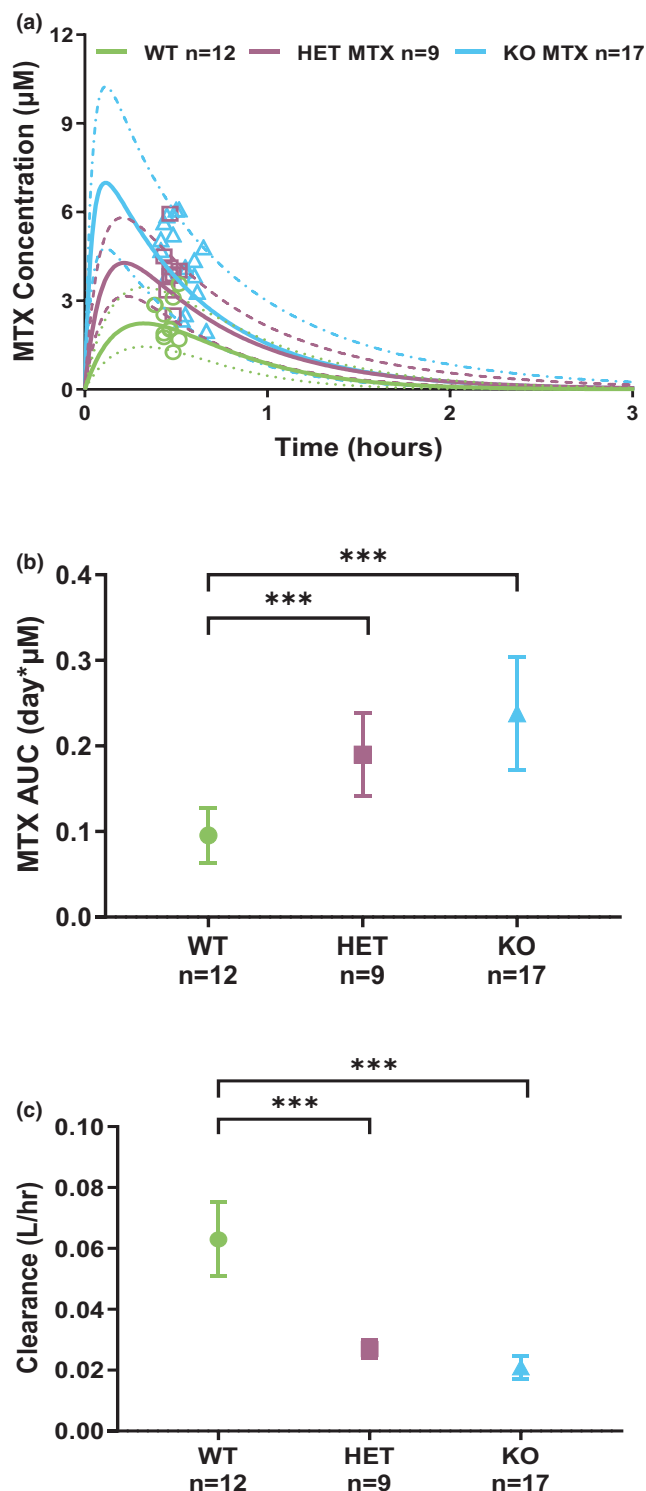 (a)
12
WT n=12 HET MTX n=9 KO MTX n=17
9
6
3
0
MTX Concentration (µM)
0 1 2 3
Time (hours)
(b)
***
***
0.4
0.3
0.2
0.1
0.0
MTX AUC (day*µM)
WT HET KO
n=12 n=9 n=17
(c)
***
***
0.10
0.08
0.06
0.04
0.02
0.00
Clearance (L/hr)
WT HET KO
n=12 n=9 n=17